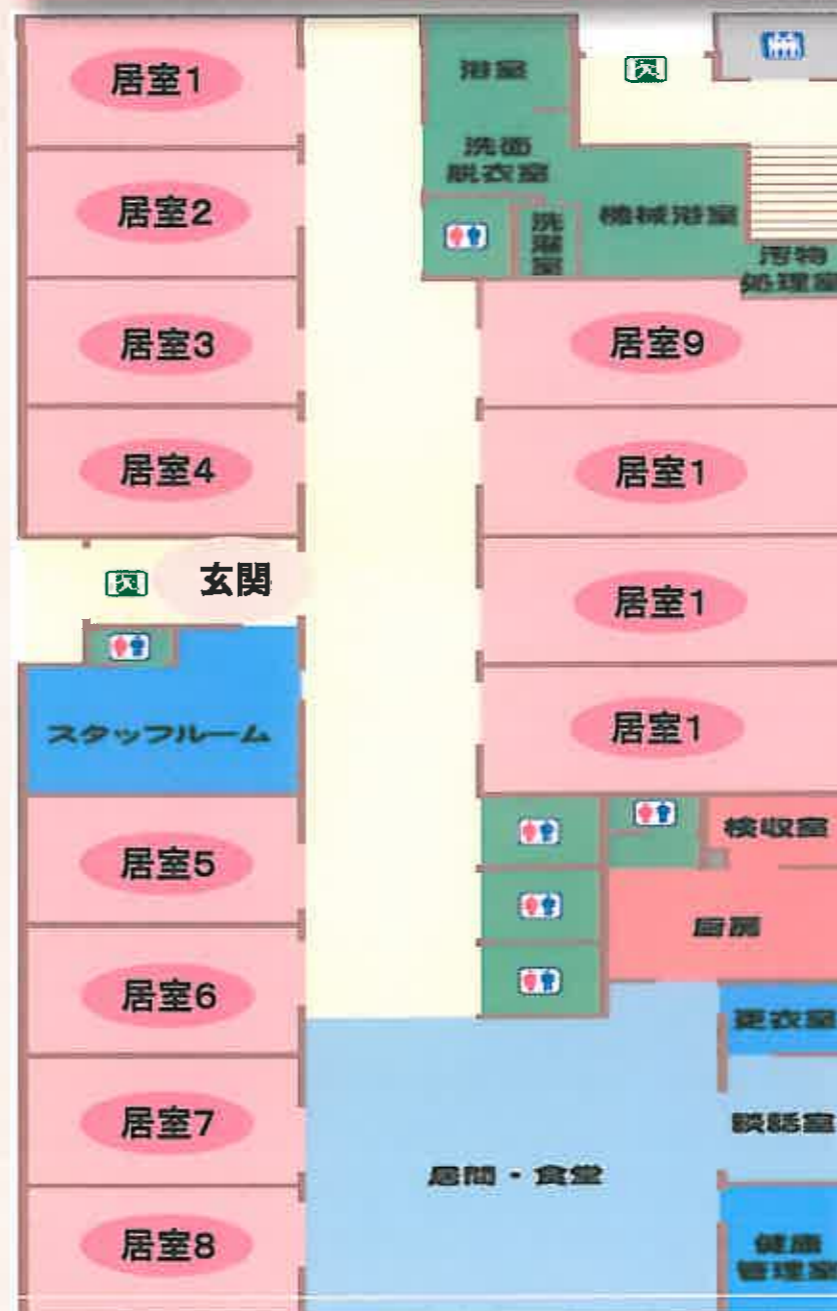 居室1
居室2
居室3
居室4
玄関
スタッフルーム
居室5
居室6
居室7
居室8
浴室
洗面
脱衣室
洗濯室
機械浴室
汚物
処理室
居室9
居室1
居室1
居室1
検収室
厨房
更衣室
談話室
居間・食堂
健康
管理室